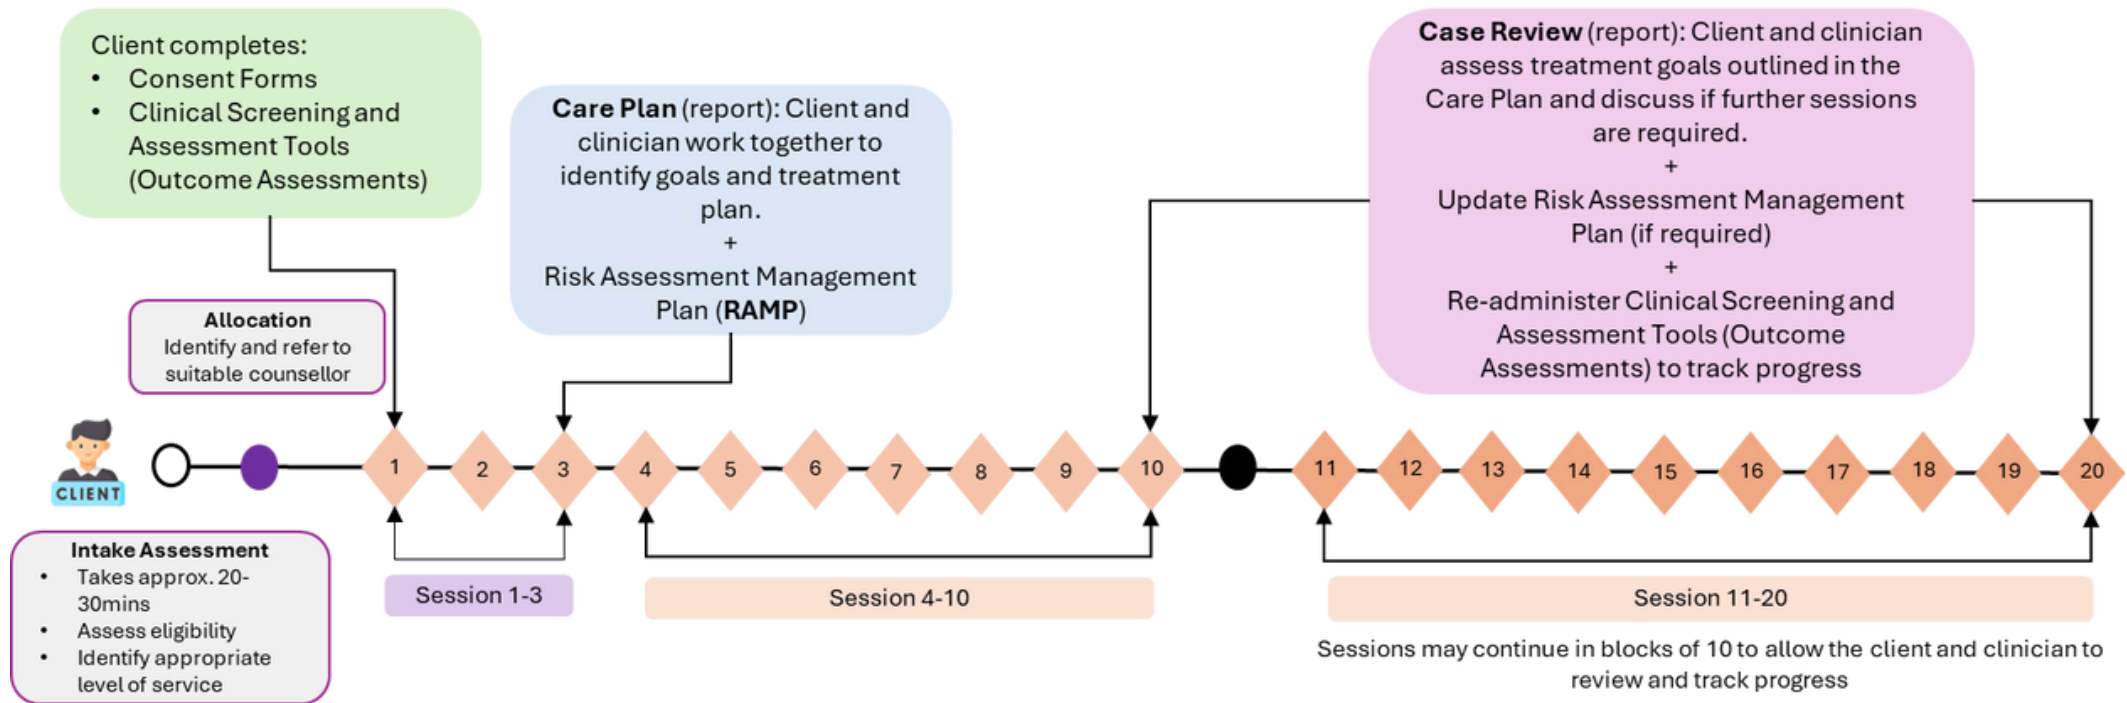 Client completes:
• Consent Forms
• Clinical Screening and
Assessment Tools
(Outcome Assessments)
Allocation
Identify and refer to
suitable counsellor
Care Plan (report): Client and
clinician work together to
identify goals and treatment
plan.
+
Risk Assessment Management
Plan (RAMP)
Case Review (report): Client and clinician
assess treatment goals outlined in the
Care Plan and discuss if further sessions
are required.
+
Update Risk Assessment Management
Plan (if required)
+
Re-administer Clinical Screening and
Assessment Tools (Outcome
Assessments) to track progress
CLIENT
1 2 3 4 5 6 7 8 9 10 11 12 13 14 15 16 17 18 19 20
Intake Assessment
• Takes approx. 20-
30mins
• Assess eligibility
• Identify appropriate
level of service
Session 1-3
Session 4-10
Session 11-20
Sessions may continue in blocks of 10 to allow the client and clinician to
review and track progress